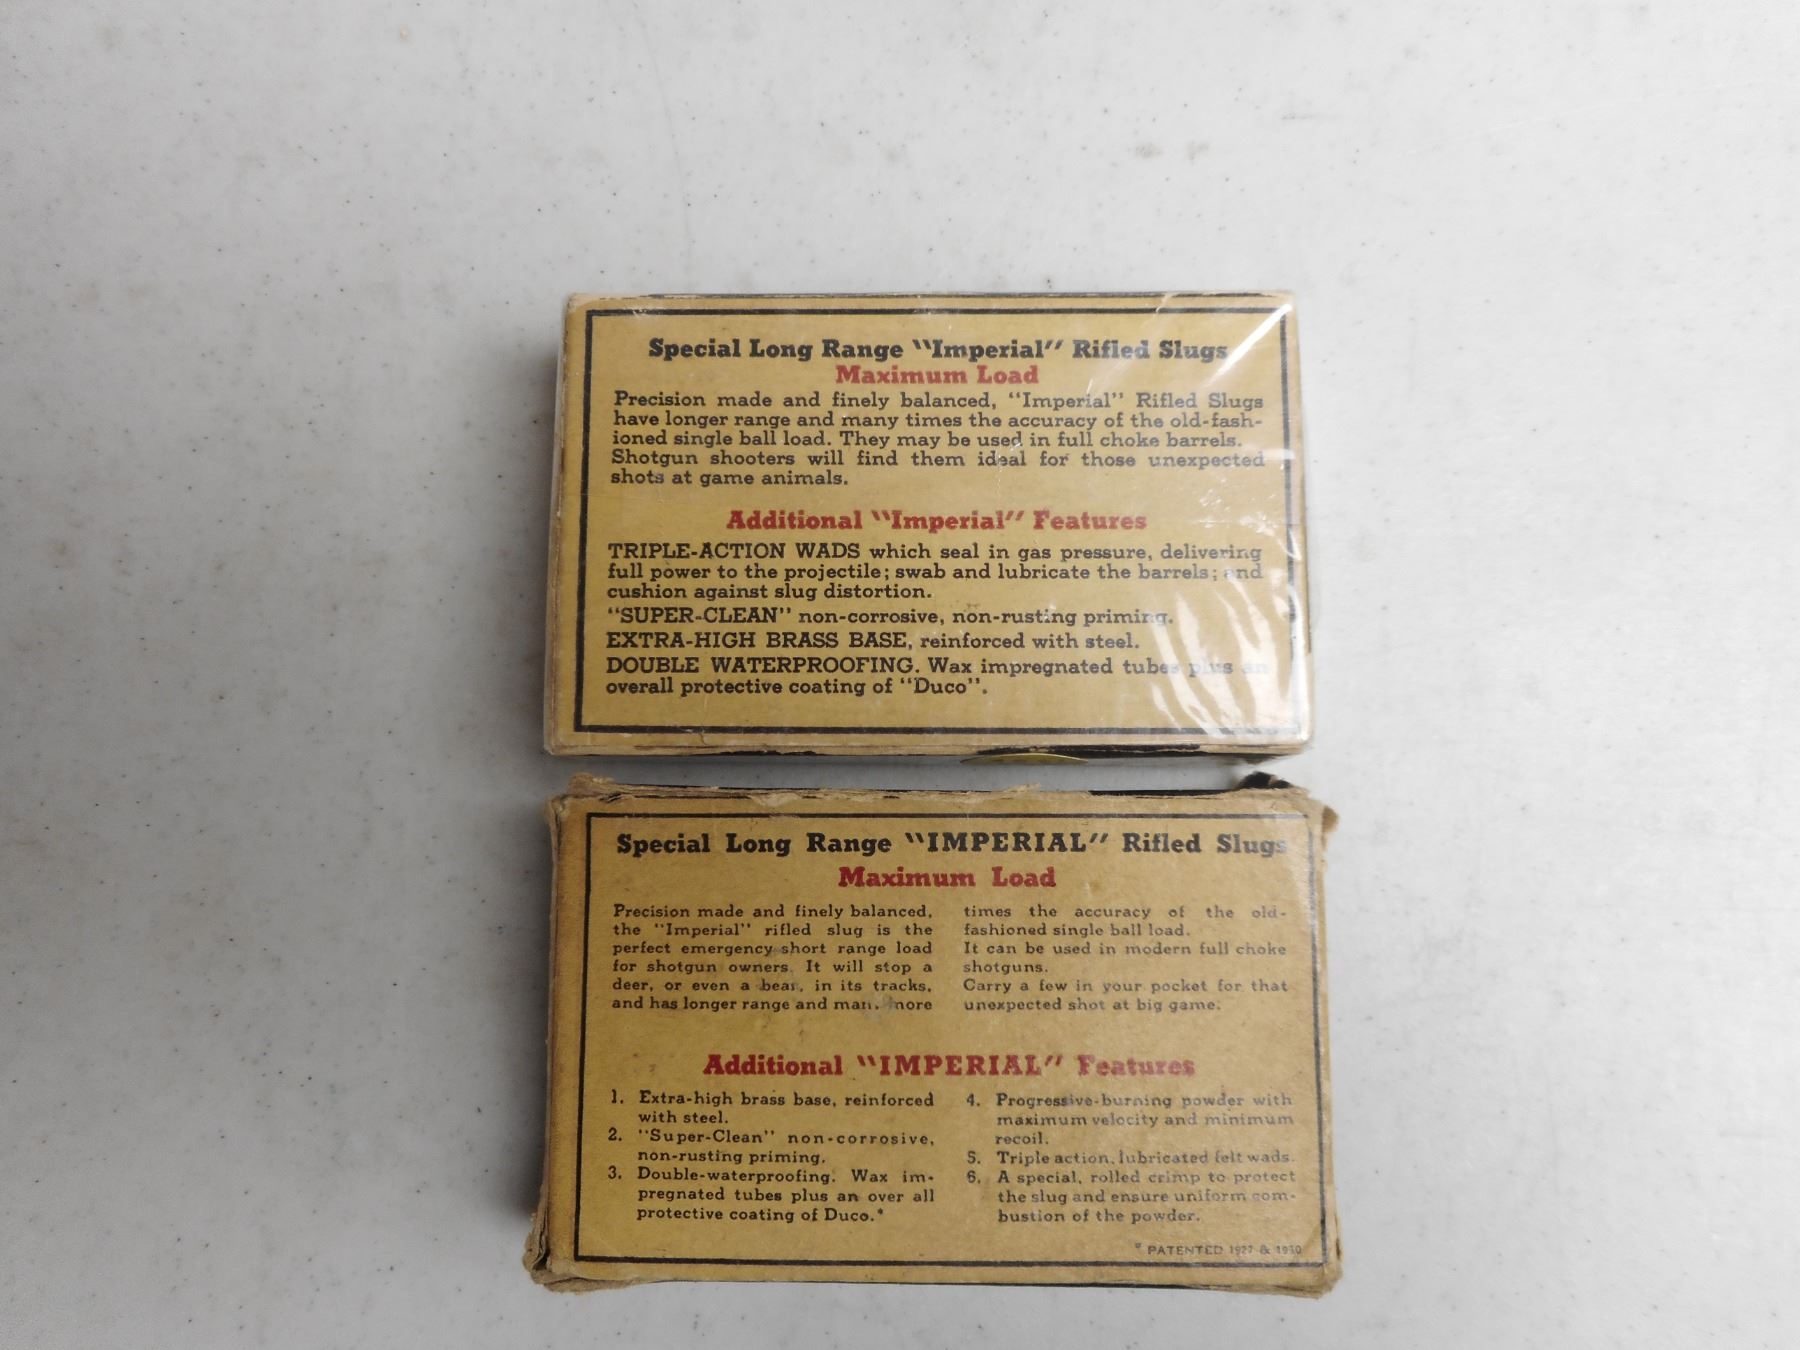 Special Long Range "Imperial" Rifled Slugs
Maximum Load
Precision made and finely balanced, "Imperial" Rifled Slugs
have longer range and many times the accuracy of the old-fash-
ioned single ball load. They may be used in full choke barrels.
Shotgun shooters will find them ideal for those unexpected
shots at game animals.
Additional "Imperial" Features
TRIPLE-ACTION WADS which seal in gas pressure, delivering
full power to the projectile; swab and lubricate the barrels; and
cushion against slug distortion.
"SUPER-CLEAN" non-corrosive, non-rusting priming.
EXTRA-HIGH BRASS BASE, reinforced with steel.
DOUBLE WATERPROOFING. Wax impregnated tubes plus an
overall protective coating of "Duco".
Special Long Range "IMPERIAL" Rifled Slugs
Maximum Load
Precision made and finely balanced,
the "Imperial" rifled slug is the
perfect emergency short range load
for shotgun owners. It will stop a
deer, or even a bear, in its tracks,
and has longer range and many more
times the accuracy of the old-
fashioned single ball load.
It can be used in modern full choke
shotguns.
Carry a few in your pocket for that
unexpected shot at big game.
Additional "IMPERIAL" Features
1. Extra-high brass base, reinforced
with steel.
2. "Super-Clean" non-corrosive,
non-rusting priming.
3. Double-waterproofing. Wax im-
pregnated tubes plus an over all
protective coating of Duco.*
4. Progressive-burning powder with
maximum velocity and minimum
recoil.
5. Triple action, lubricated felt wads.
6. A special, rolled crimp to protect
the slug and ensure uniform com-
bustion of the powder.
* PATENTED 1927 & 1930